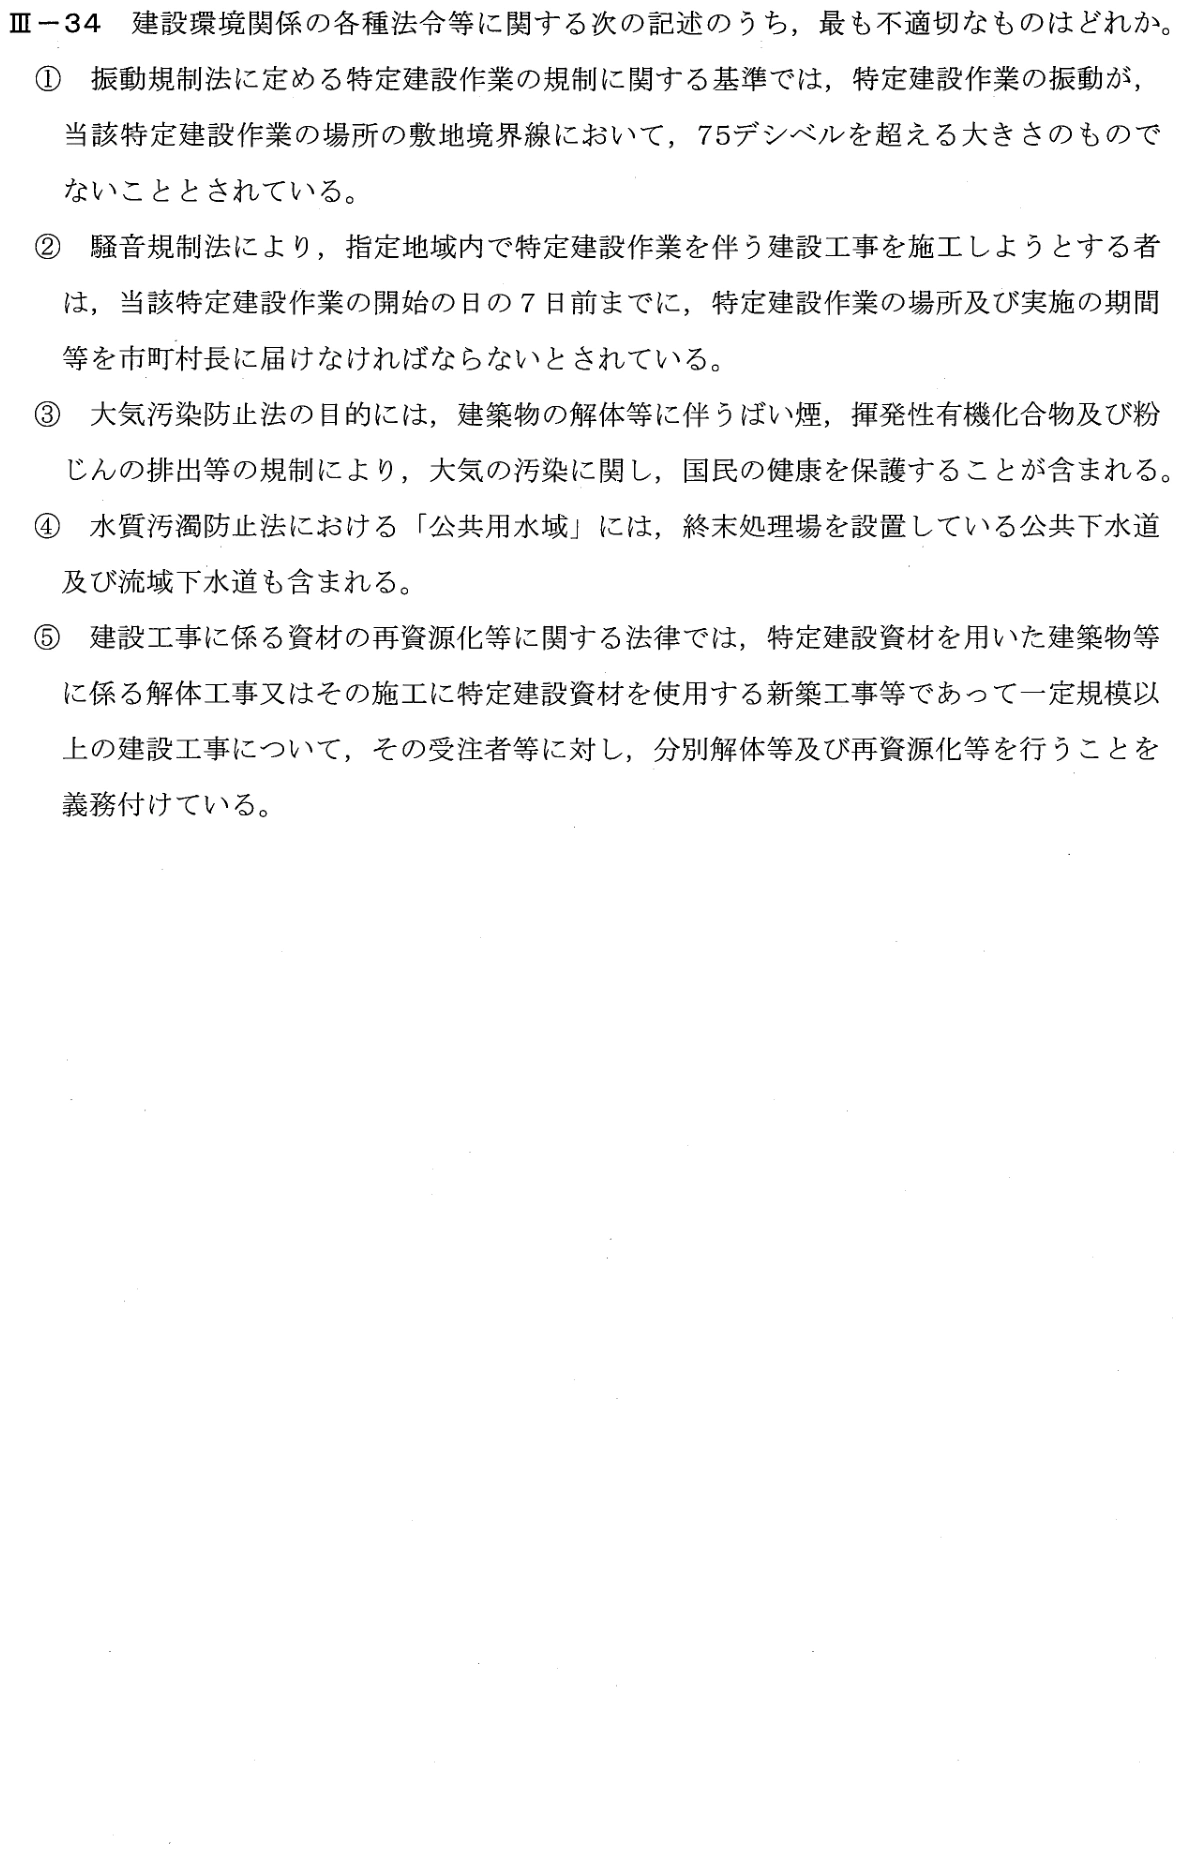 Ⅲ－34　建設環境関係の各種法令等に関する次の記述のうち，最も不適切なものはどれか。
①　振動規制法に定める特定建設作業の規制に関する基準では，特定建設作業の振動が，
当該特定建設作業の場所の敷地境界線において，75デシベルを超える大きさのもので
ないこととされている。
②　騒音規制法により，指定地域内で特定建設作業を伴う建設工事を施工しようとする者
は，当該特定建設作業の開始の日の７日前までに，特定建設作業の場所及び実施の期間
等を市町村長に届けなければならないとされている。
③　大気汚染防止法の目的には，建築物の解体等に伴うばい煙，揮発性有機化合物及び粉
じんの排出等の規制により，大気の汚染に関し，国民の健康を保護することが含まれる。
④　水質汚濁防止法における「公共用水域」には，終末処理場を設置している公共下水道
及び流域下水道も含まれる。
⑤　建設工事に係る資材の再資源化等に関する法律では，特定建設資材を用いた建築物等
に係る解体工事又はその施工に特定建設資材を使用する新築工事等であって一定規模以
上の建設工事について，その受注者等に対し，分別解体等及び再資源化等を行うことを
義務付けている。